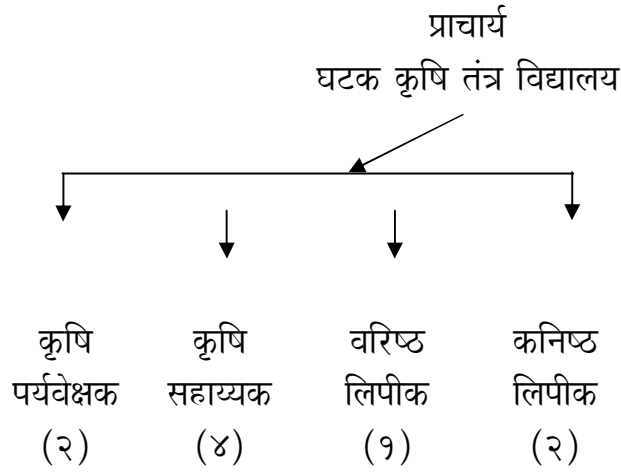 प्राचार्य
घटक कृषि तंत्र विद्यालय
कृषि पर्यवेक्षक (२)
कृषि सहाय्यक (४)
वरिष्ठ लिपीक (१)
कनिष्ठ लिपीक (२)